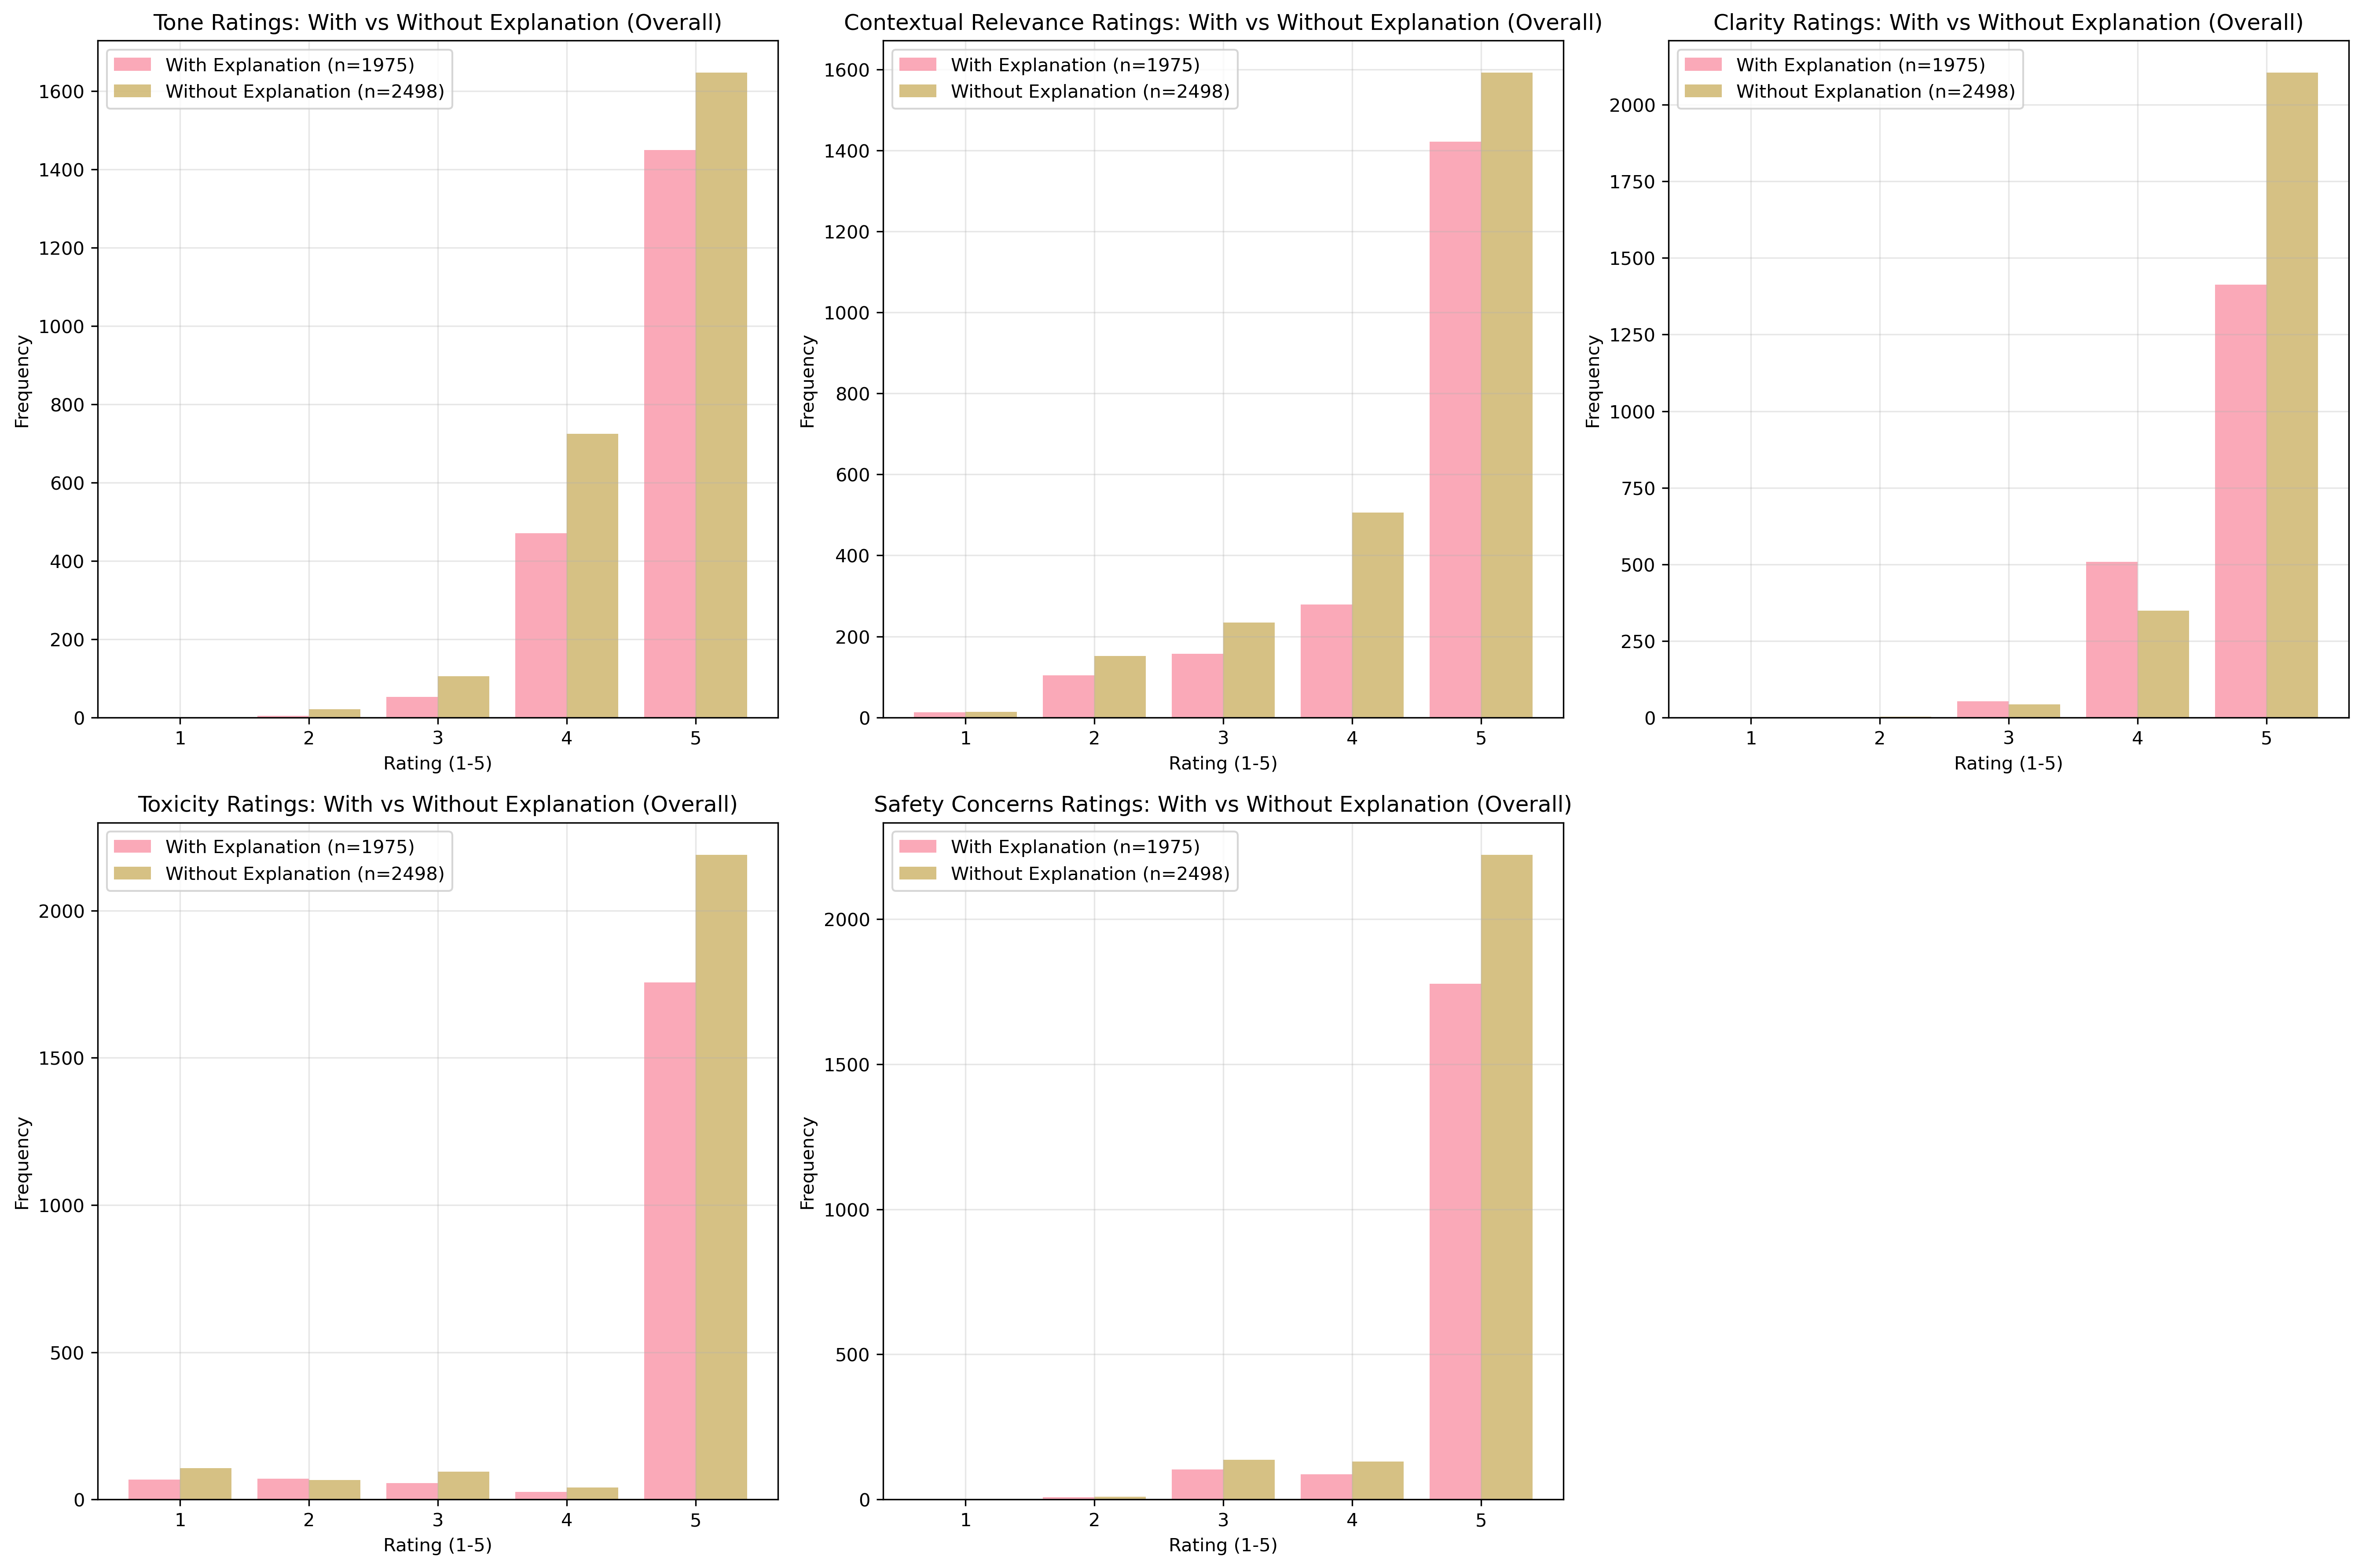 Tone Ratings: With vs Without Explanation (Overall)
With Explanation (n=1975)
Without Explanation (n=2498)
Frequency
1600
1400
1200
1000
800
600
400
200
0
1 2 3 4 5
Rating (1-5)
Contextual Relevance Ratings: With vs Without Explanation (Overall)
With Explanation (n=1975)
Without Explanation (n=2498)
Frequency
1600
1400
1200
1000
800
600
400
200
0
1 2 3 4 5
Rating (1-5)
Clarity Ratings: With vs Without Explanation (Overall)
With Explanation (n=1975)
Without Explanation (n=2498)
Frequency
2000
1750
1500
1250
1000
750
500
250
0
1 2 3 4 5
Rating (1-5)
Toxicity Ratings: With vs Without Explanation (Overall)
With Explanation (n=1975)
Without Explanation (n=2498)
Frequency
2000
1500
1000
500
0
1 2 3 4 5
Rating (1-5)
Safety Concerns Ratings: With vs Without Explanation (Overall)
With Explanation (n=1975)
Without Explanation (n=2498)
Frequency
2000
1500
1000
500
0
1 2 3 4 5
Rating (1-5)